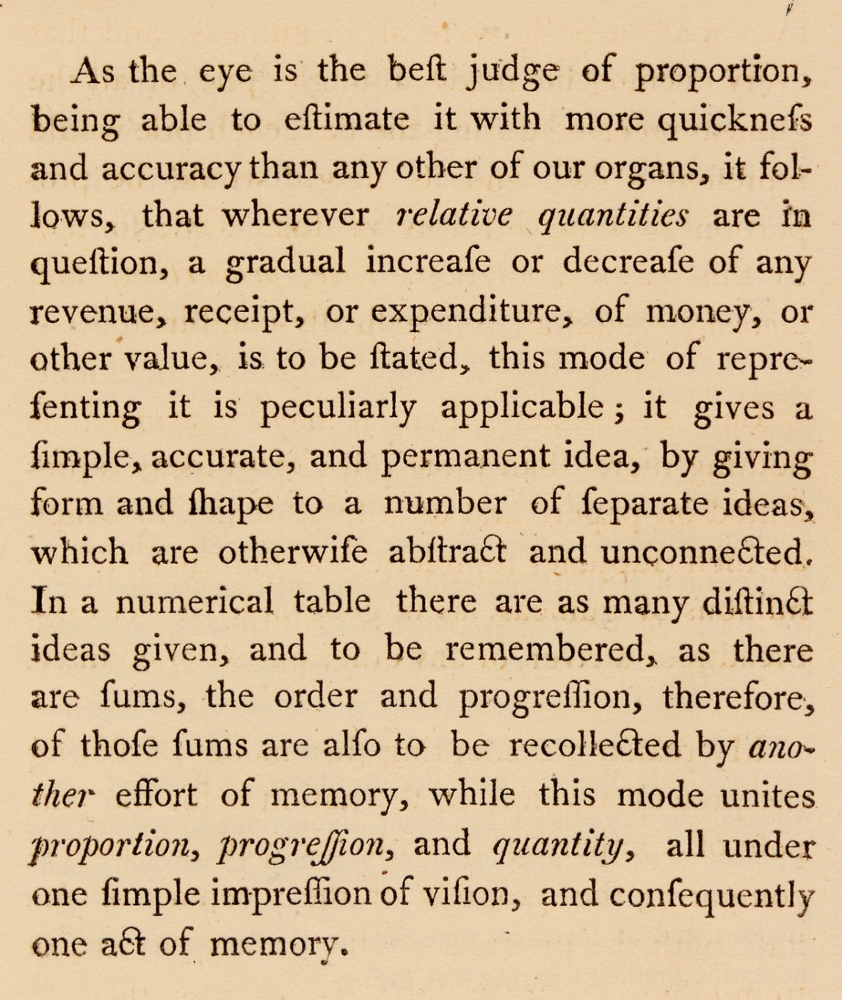 As the eye is the beſt judge of proportion,
being able to eſtimate it with more quickneſs
and accuracy than any other of our organs, it fol-
lows, that wherever relative quantities are in
queſtion, a gradual increaſe or decreaſe of any
revenue, receipt, or expenditure, of money, or
other value, is to be ſtated, this mode of repre-
ſenting it is peculiarly applicable ; it gives a
ſimple, accurate, and permanent idea, by giving
form and ſhape to a number of ſeparate ideas,
which are otherwiſe abſtract and unconnected.
In a numerical table there are as many diſtinct
ideas given, and to be remembered, as there
are ſums, the order and progreſſion, therefore,
of thoſe ſums are alſo to be recollected by ano-
ther effort of memory, while this mode unites
proportion, progreſſion, and quantity, all under
one ſimple impreſſion of viſion, and conſequently
one act of memory.